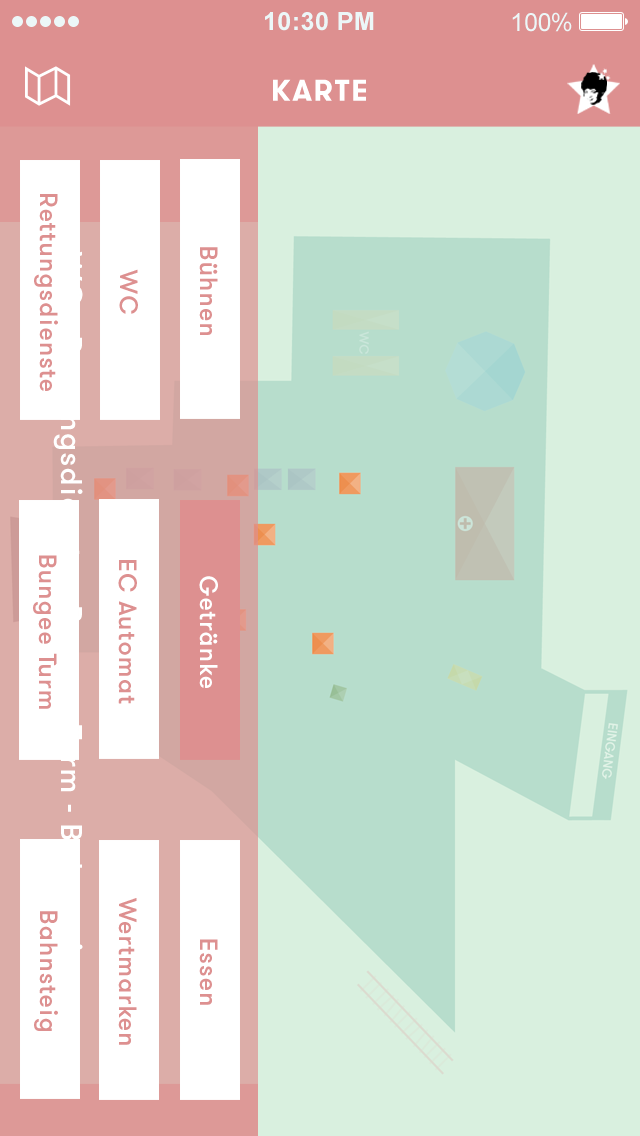 10:30 PM
100%
KARTE
Bühnen
Getränke
Essen
WC
EC Automat
Wertmarken
Rettungsdienste
Bungee Turm
Bahnsteig
WC
EINGANG